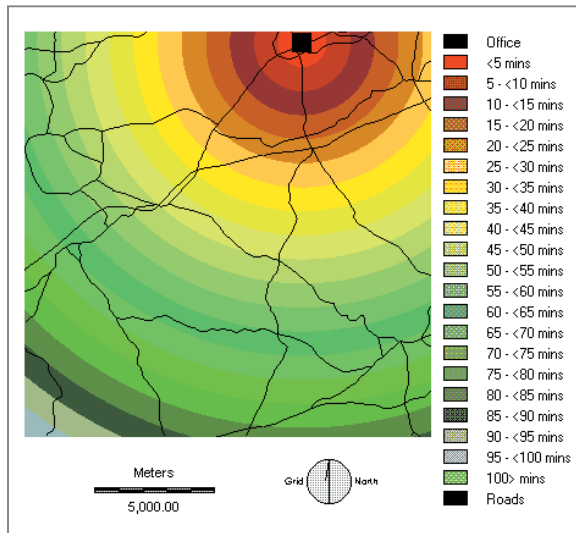 Office
<5 mins
5 - <10 mins
10 - <15 mins
15 - <20 mins
20 - <25 mins
25 - <30 mins
30 - <35 mins
35 - <40 mins
40 - <45 mins
45 - <50 mins
50 - <55 mins
55 - <60 mins
60 - <65 mins
65 - <70 mins
70 - <75 mins
75 - <80 mins
80 - <85 mins
85 - <90 mins
90 - <95 mins
95 - <100 mins
100> mins
Roads
Meters
5,000.00
Grid North